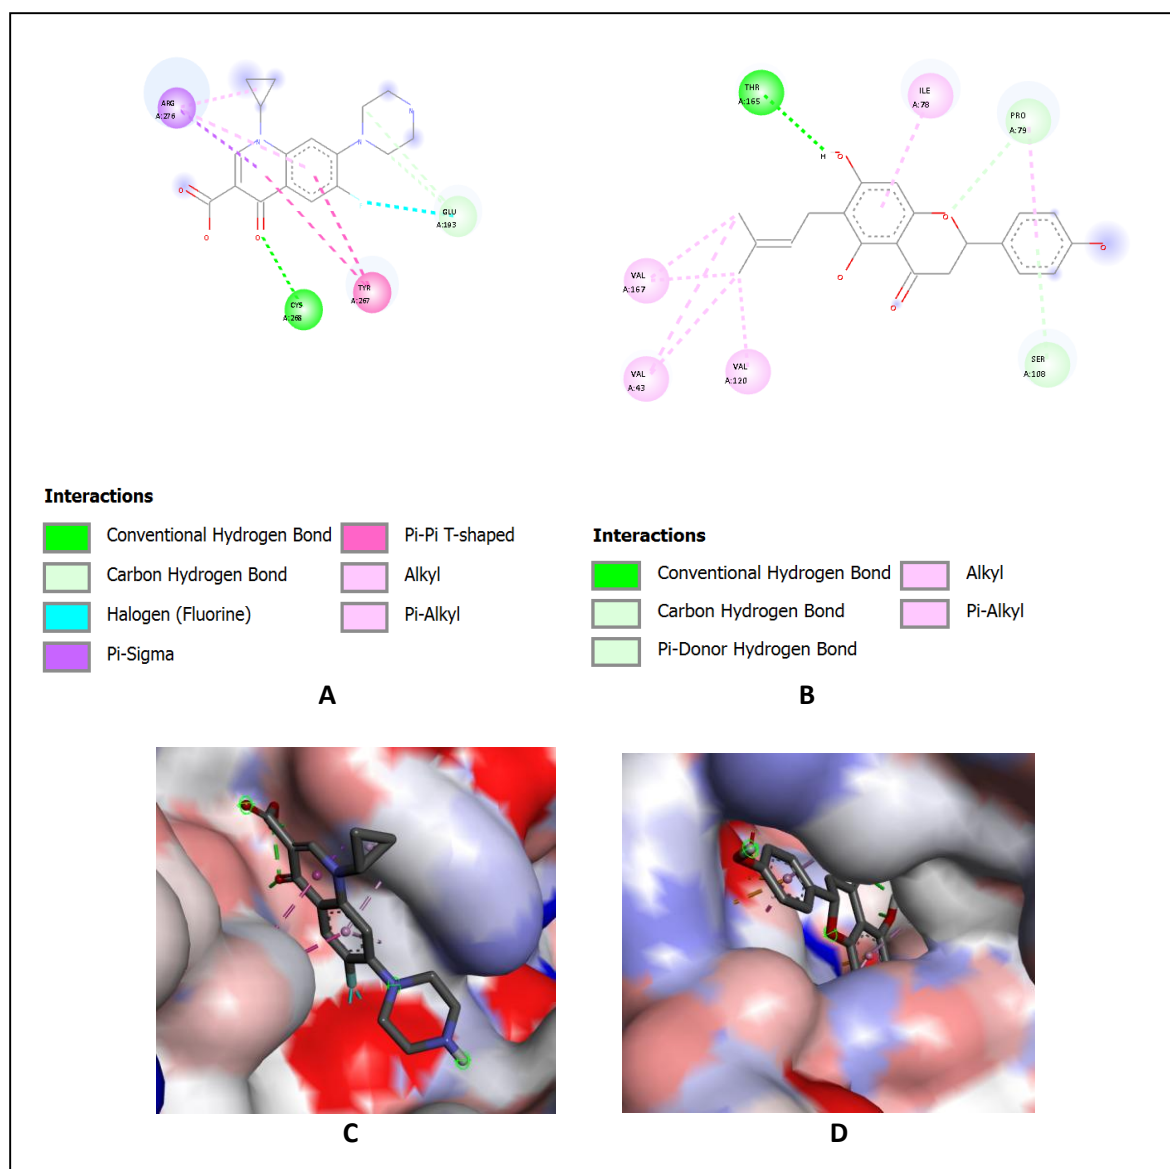 ARG
A:276
N
N
N
O
O
O
GLU
A:193
CYS
A:268
TYR
A:267
THR
A:165
ILE
A:78
PRO
A:79
H
O
O
O
O
O
VAL
A:167
VAL
A:43
VAL
A:120
SER
A:108
Interactions
Conventional Hydrogen Bond
Carbon Hydrogen Bond
Halogen (Fluorine)
Pi-Sigma
Pi-Pi T-shaped
Alkyl
Pi-Alkyl
A
Interactions
Conventional Hydrogen Bond
Carbon Hydrogen Bond
Pi-Donor Hydrogen Bond
Alkyl
Pi-Alkyl
B
C
D